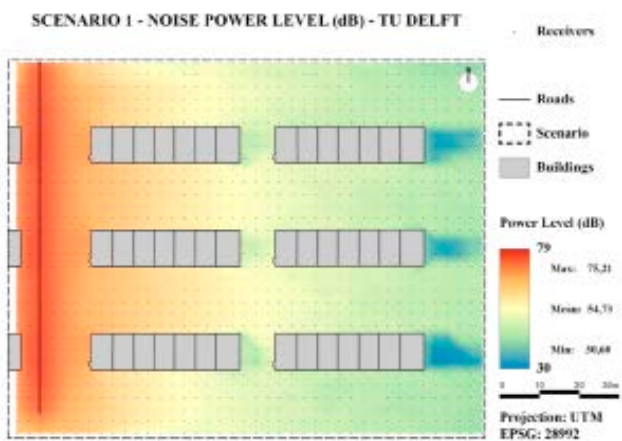 SCENARIO 1 - NOISE POWER LEVEL (dB) - TU DELFT
Receivers
Roads
Scenario
Buildings
Power Level (dB)
79
Max: 75,21
Mean: 54,73
Min: 30,60
30
0 10 20 30m
Projection: UTM
EPSG: 28992